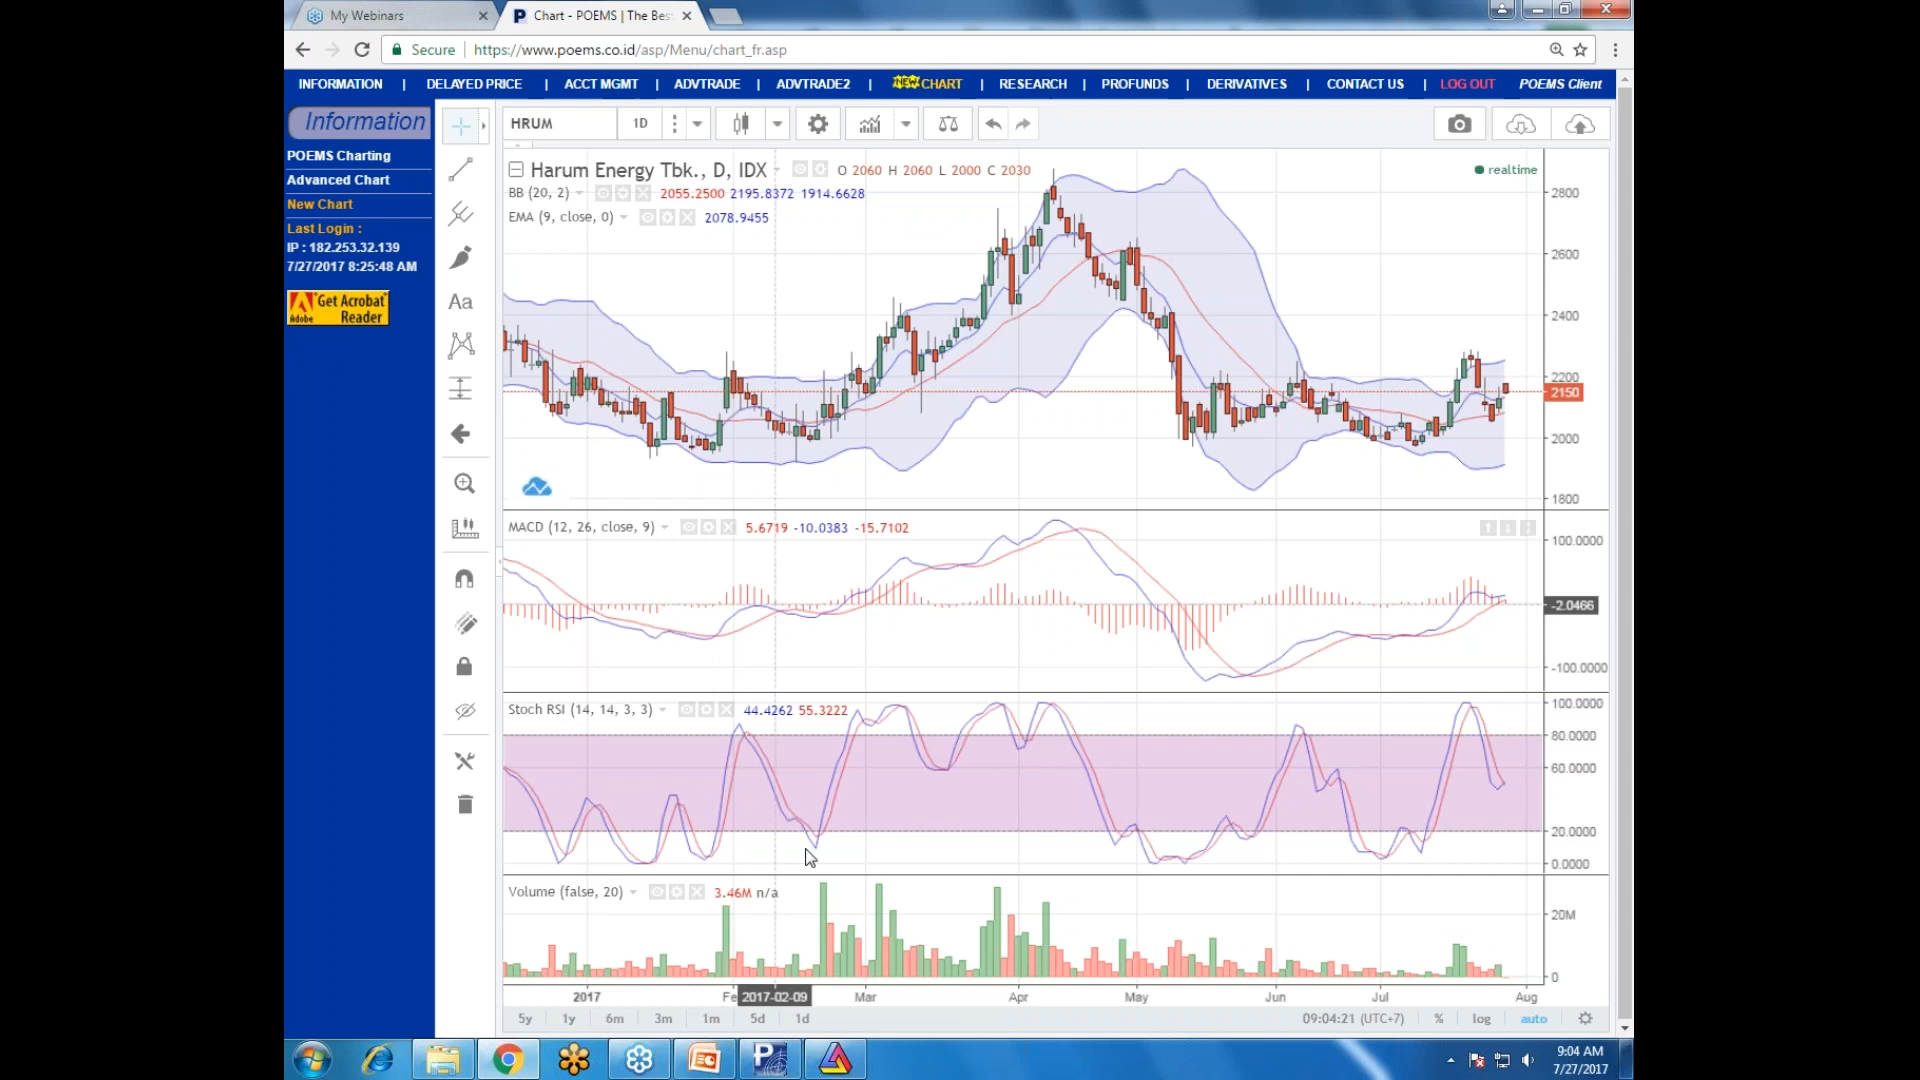 My Webinars
Chart - POEMS | The Bes
Secure https://www.poems.co.id/asp/Menu/chart_fr.asp
INFORMATION | DELAYED PRICE | ACCT MGMT | ADVTRADE | ADVTRADE2 | NEW CHART | RESEARCH | PROFUNDS | DERIVATIVES | CONTACT US | LOG OUT POEMS Client
Information
POEMS Charting
Advanced Chart
New Chart
Last Login :
IP : 182.253.32.139
7/27/2017 8:25:48 AM
Get Acrobat
Adobe Reader
Aa
HRUM 1D
Harum Energy Tbk., D, IDX O 2060 H 2060 L 2000 C 2030
realtime
BB (20, 2) 2055.2500 2195.8372 1914.6628
EMA (9, close, 0) 2078.9455
2800
2600
2400
2200
2150
2000
1800
MACD (12, 26, close, 9) 5.6719 -10.0383 -15.7102
100.0000
-2.0466
-100.0000
Stoch RSI (14, 14, 3, 3) 44.4262 55.3222
100.0000
80.0000
60.0000
20.0000
0.0000
Volume (false, 20) 3.46M n/a
20M
0
2017 Fe 2017-02-09 Mar Apr May Jun Jul Aug
5y 1y 6m 3m 1m 5d 1d 09:04:21 (UTC+7) % log auto
9:04 AM
7/27/2017